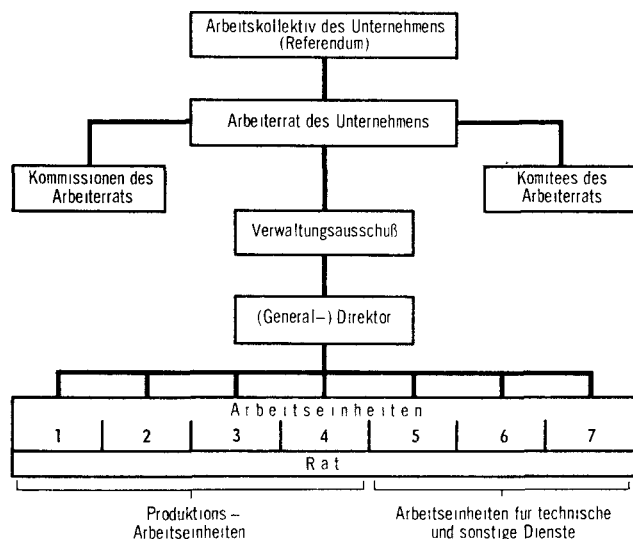 Arbeitskollektiv des Unternehmens
(Referendum)
Arbeiterrat des Unternehmens
Kommissionen des
Arbeiterrats
Komitees des
Arbeiterrats
Verwaltungsausschuß
(General-) Direktor
Arbeitseinheiten
1 2 3 4 5 6 7
Rat
Produktions-
Arbeitseinheiten
Arbeitseinheiten fur technische
und sonstige Dienste